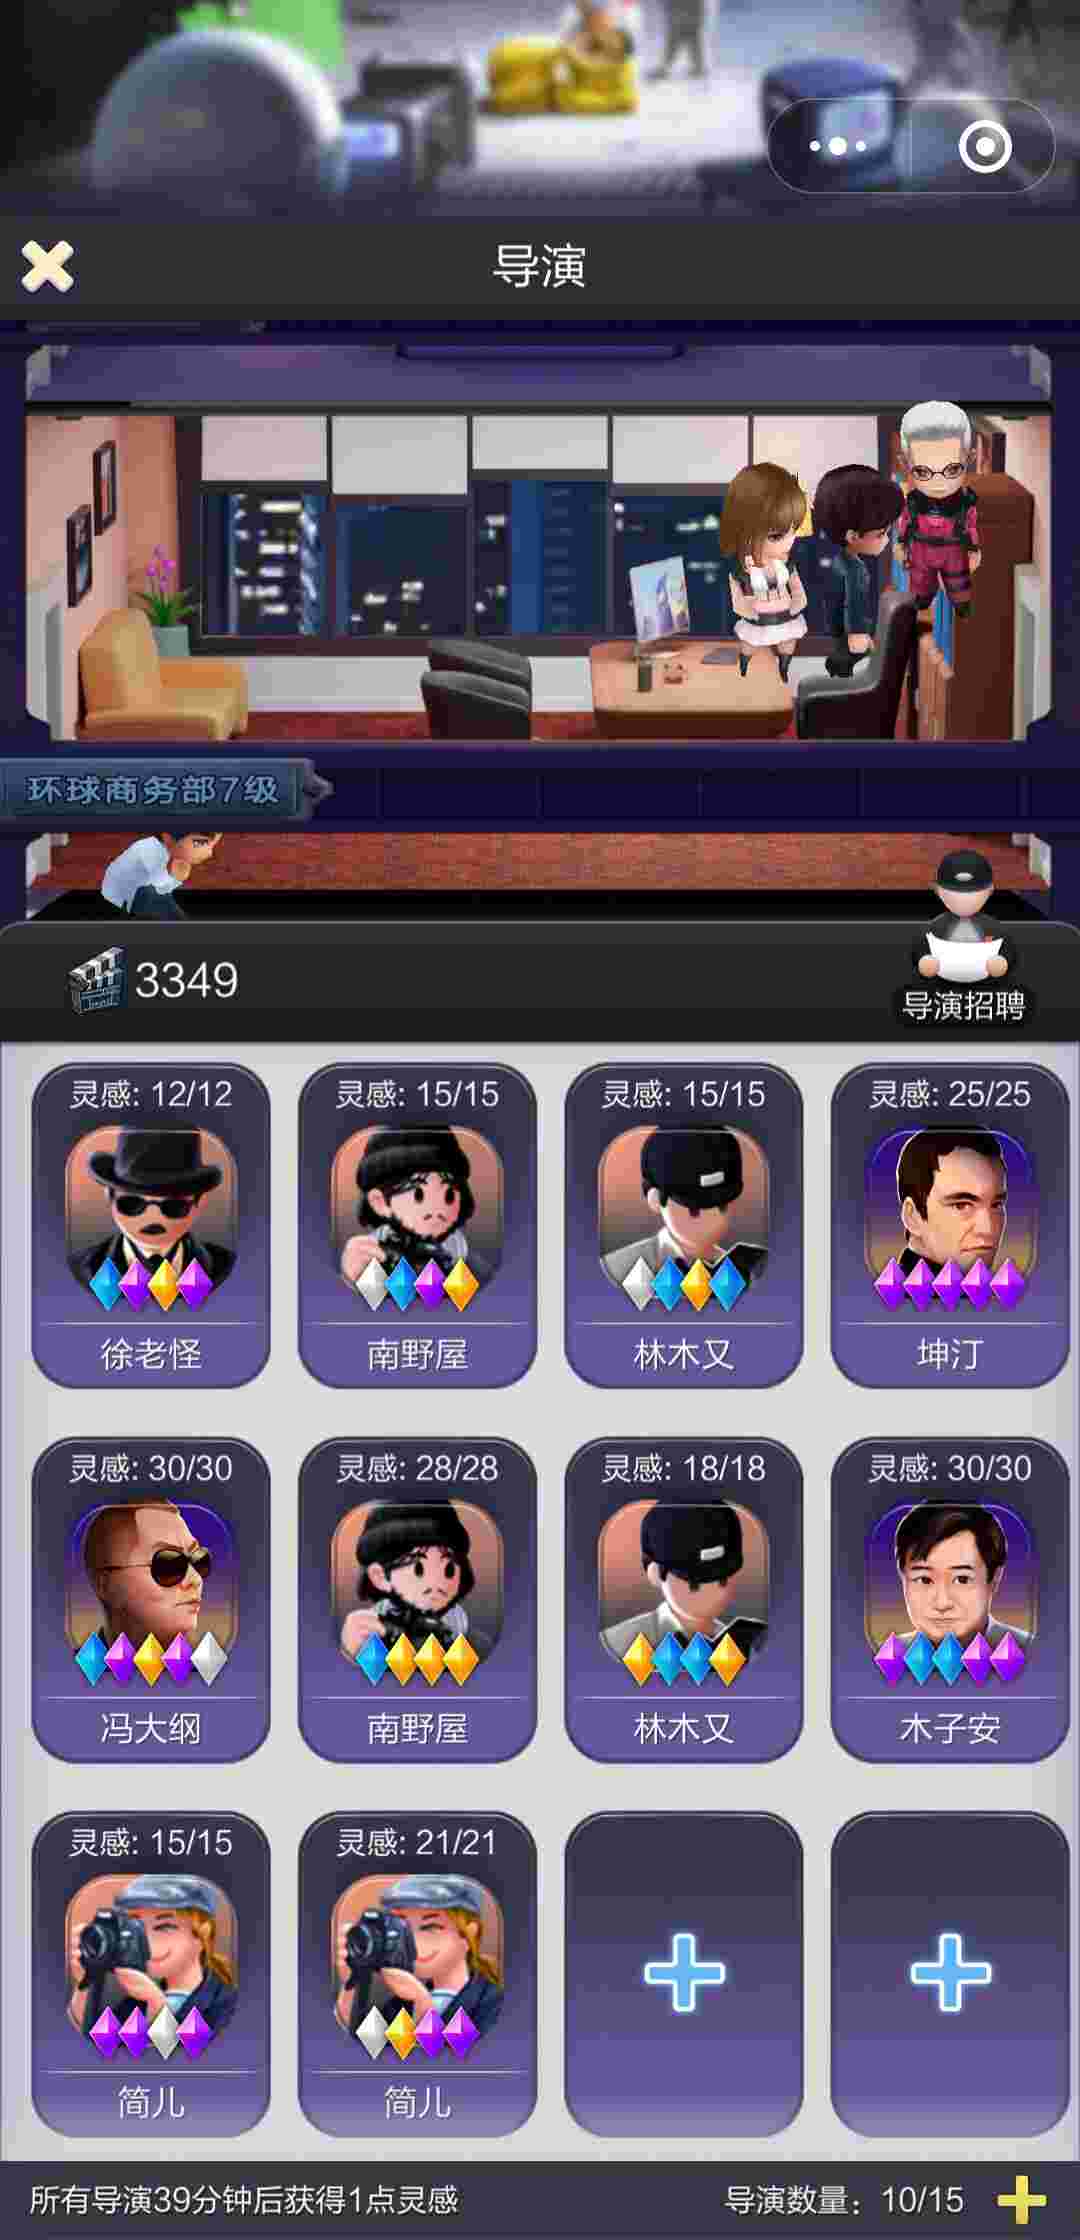 导演
环球商务部7级
3349
导演招聘
灵感: 12/12
灵感: 15/15
灵感: 15/15
灵感: 25/25
徐老怪
南野屋
林木又
坤汀
灵感: 30/30
灵感: 28/28
灵感: 18/18
灵感: 30/30
冯大纲
南野屋
林木又
木子安
灵感: 15/15
灵感: 21/21
简儿
简儿
所有导演39分钟后获得1点灵感
导演数量：10/15